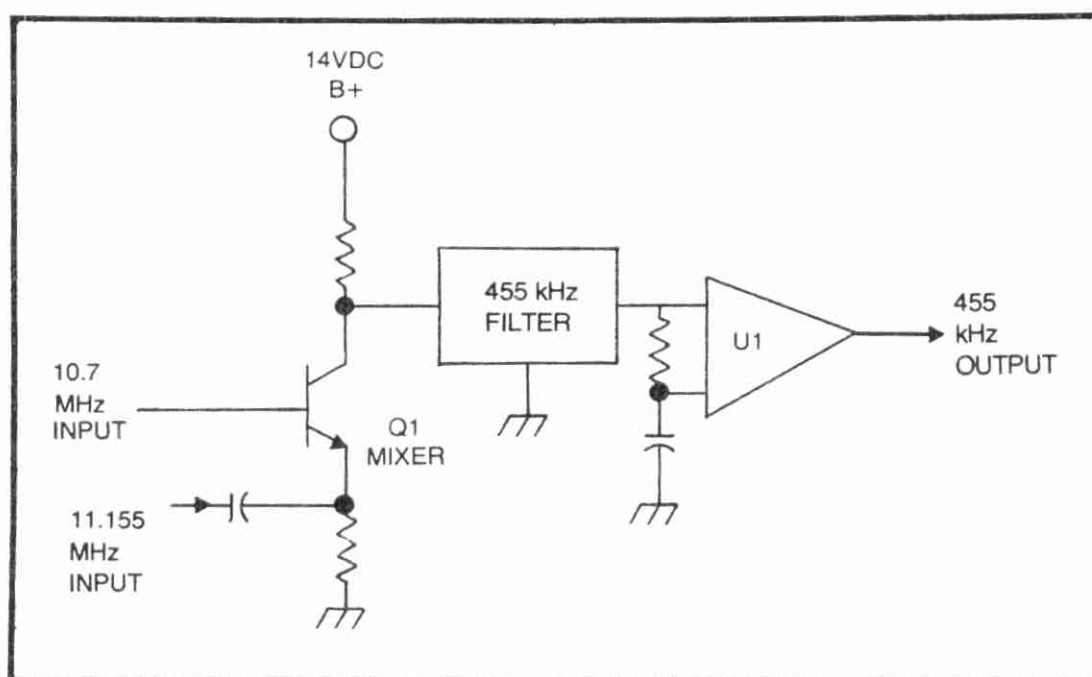 14VDC
B+
455 kHz
FILTER
U1
455
kHz
OUTPUT
10.7
MHz
INPUT
Q1
MIXER
11.155
MHz
INPUT